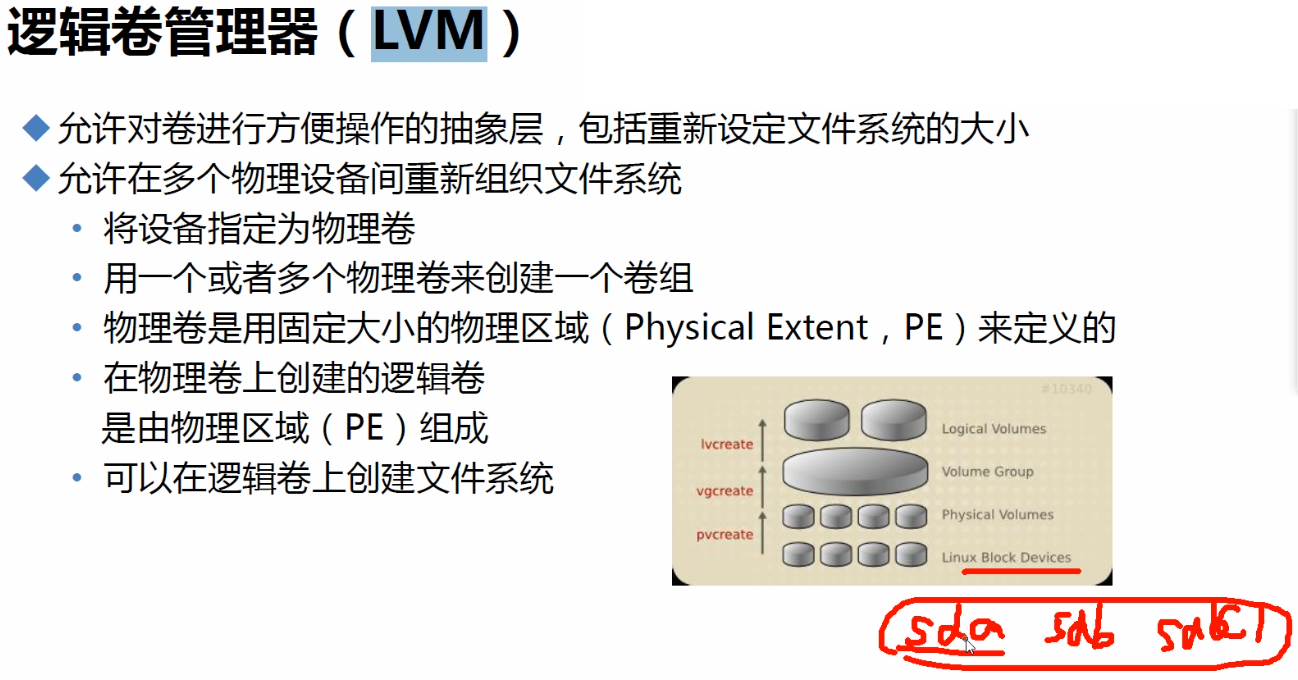 逻辑卷管理器（LVM）
允许对卷进行方便操作的抽象层，包括重新设定文件系统的大小
允许在多个物理设备间重新组织文件系统
将设备指定为物理卷
用一个或者多个物理卷来创建一个卷组
物理卷是用固定大小的物理区域（Physical Extent，PE）来定义的
在物理卷上创建的逻辑卷
是由物理区域（PE）组成
可以在逻辑卷上创建文件系统
#10340
lvcreate
Logical Volumes
vgcreate
Volume Group
pvcreate
Physical Volumes
Linux Block Devices
sda sdb